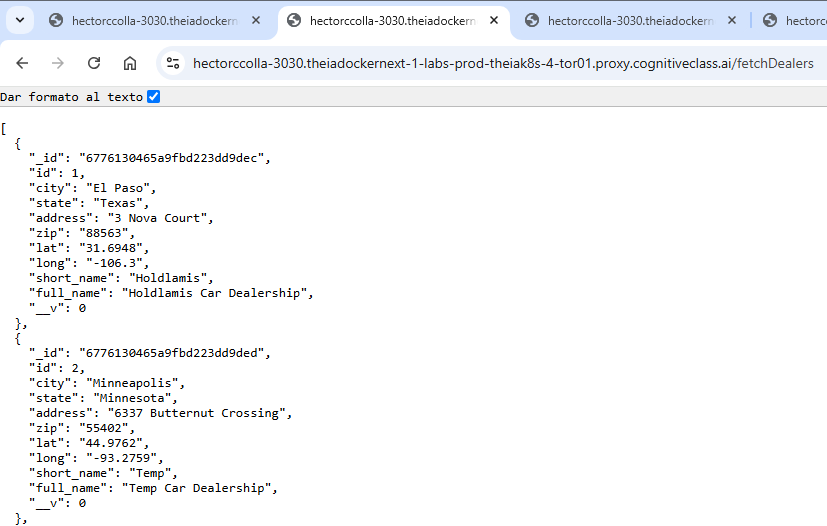 hectorccolla-3030.theiadockern hectorccolla-3030.theiadockern hectorccolla-3030.theiadockern hectorcc
hectorccolla-3030.theiadockernext-1-labs-prod-theiak8s-4-tor01.proxy.cognitiveclass.ai/fetchDealers
Dar formato al texto
[
  {
    "_id": "6776130465a9fbd223dd9dec",
    "id": 1,
    "city": "El Paso",
    "state": "Texas",
    "address": "3 Nova Court",
    "zip": "88563",
    "lat": "31.6948",
    "long": "-106.3",
    "short_name": "Holdlamis",
    "full_name": "Holdlamis Car Dealership",
    "__v": 0
  },
  {
    "_id": "6776130465a9fbd223dd9ded",
    "id": 2,
    "city": "Minneapolis",
    "state": "Minnesota",
    "address": "6337 Butternut Crossing",
    "zip": "55402",
    "lat": "44.9762",
    "long": "-93.2759",
    "short_name": "Temp",
    "full_name": "Temp Car Dealership",
    "__v": 0
  },